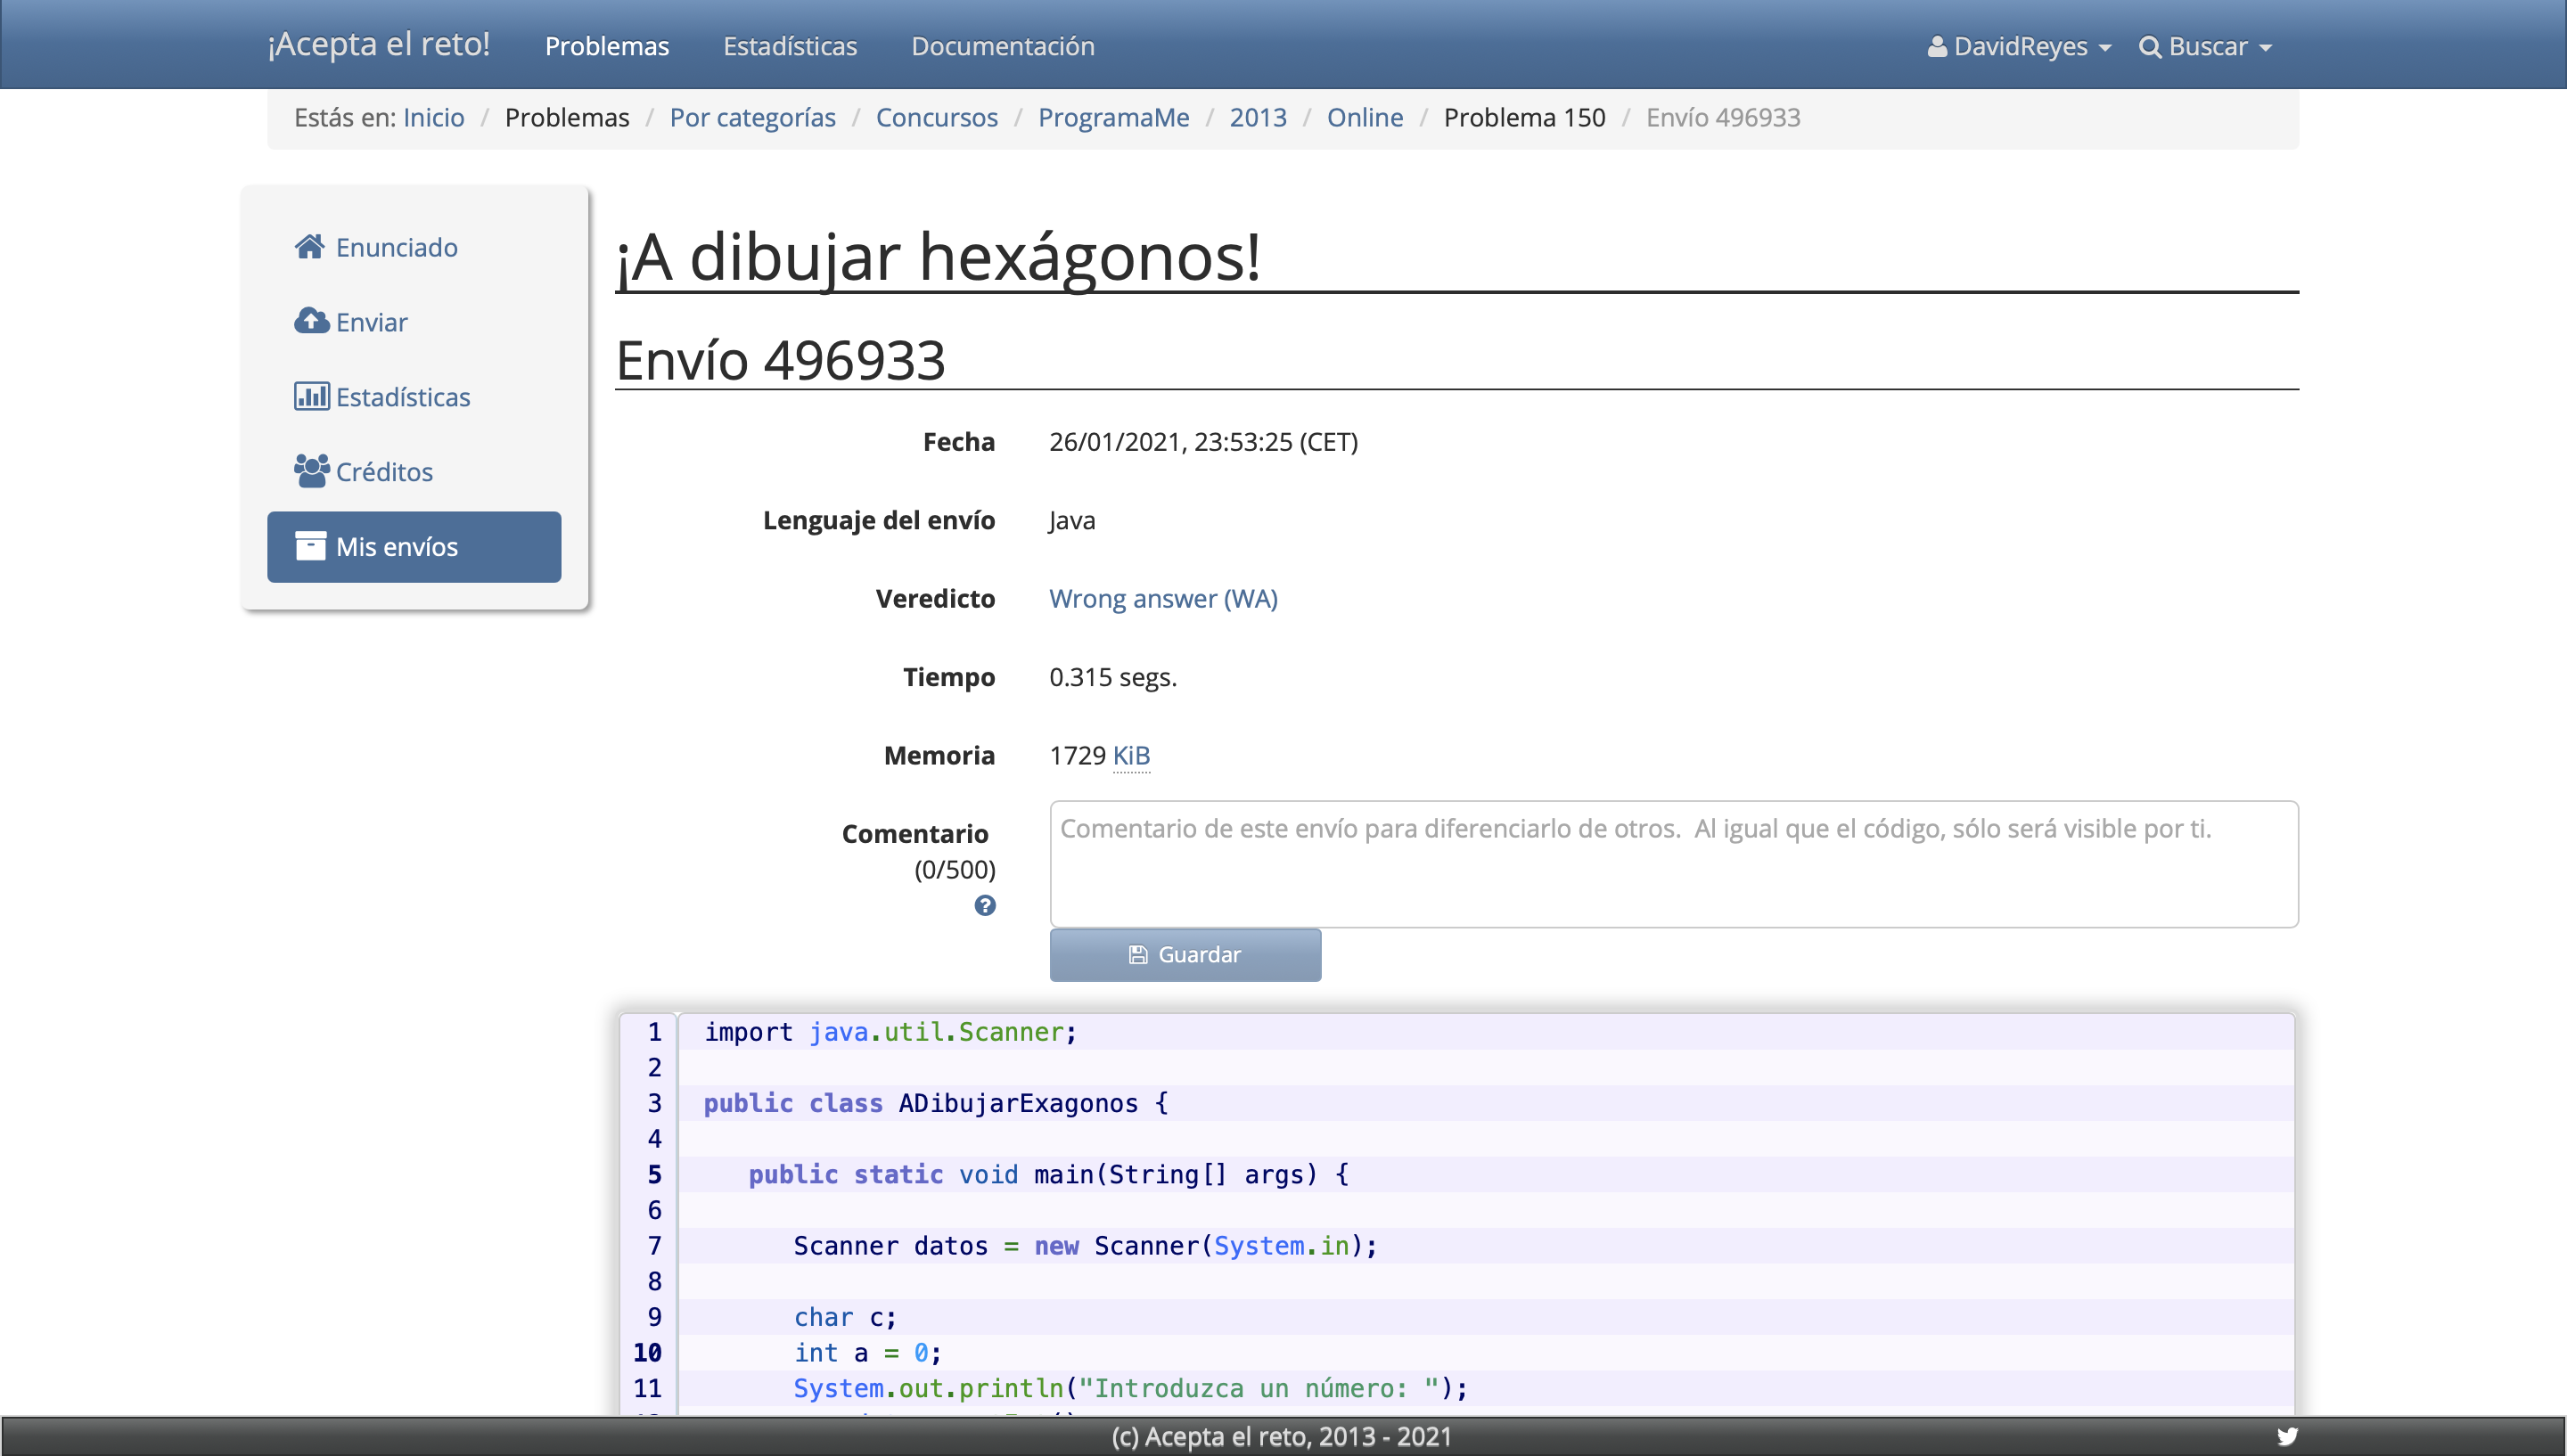 ¡Acepta el reto! Problemas Estadísticas Documentación DavidReyes Buscar
Estás en: Inicio / Problemas / Por categorías / Concursos / ProgramaMe / 2013 / Online / Problema 150 / Envío 496933
Enunciado
Enviar
Estadísticas
Créditos
Mis envíos
¡A dibujar hexágonos!
Envío 496933
Fecha 26/01/2021, 23:53:25 (CET)
Lenguaje del envío Java
Veredicto Wrong answer (WA)
Tiempo 0.315 segs.
Memoria 1729 KiB
Comentario
(0/500)
Comentario de este envío para diferenciarlo de otros. Al igual que el código, sólo será visible por ti.
Guardar
1 import java.util.Scanner;
2
3 public class ADibujarExagonos {
4
5 public static void main(String[] args) {
6
7 Scanner datos = new Scanner(System.in);
8
9 char c;
10 int a = 0;
11 System.out.println("Introduzca un número: ");
(c) Acepta el reto, 2013 - 2021